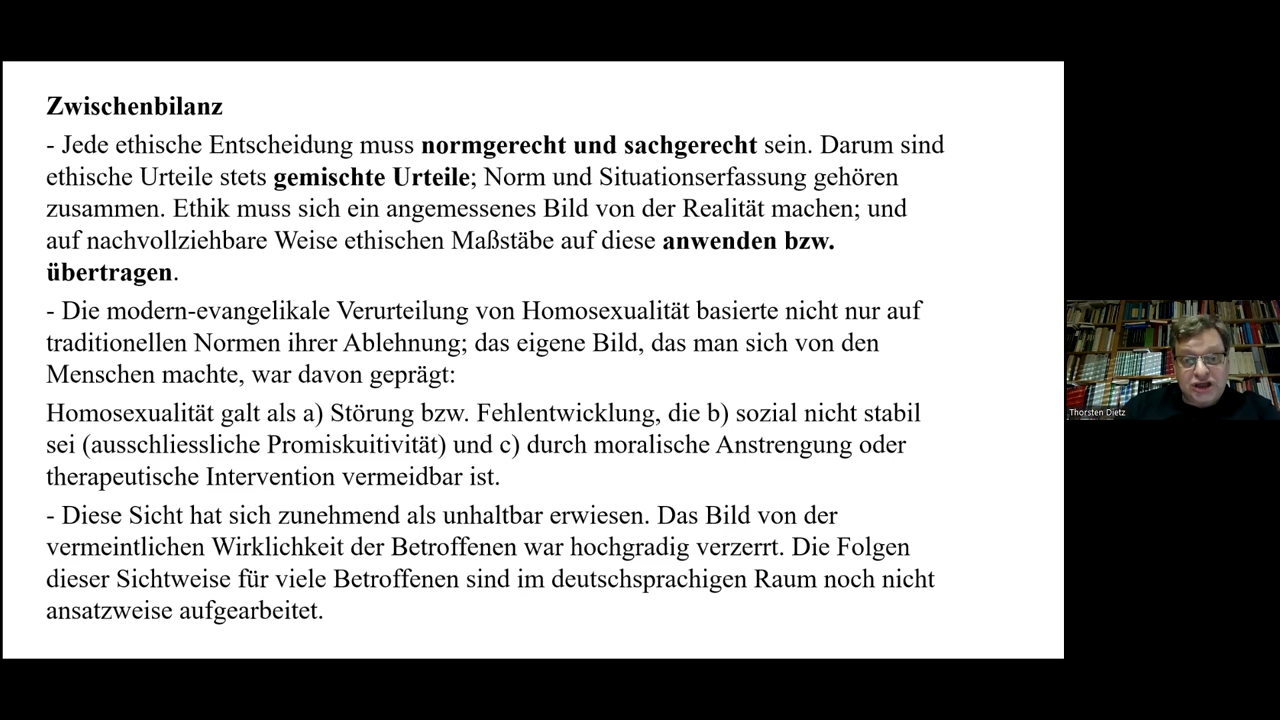 Zwischenbilanz
- Jede ethische Entscheidung muss normgerecht und sachgerecht sein. Darum sind
ethische Urteile stets gemischte Urteile; Norm und Situationserfassung gehören
zusammen. Ethik muss sich ein angemessenes Bild von der Realität machen; und
auf nachvollziehbare Weise ethischen Maßstäbe auf diese anwenden bzw.
übertragen.
- Die modern-evangelikale Verurteilung von Homosexualität basierte nicht nur auf
traditionellen Normen ihrer Ablehnung; das eigene Bild, das man sich von den
Menschen machte, war davon geprägt:
Homosexualität galt als a) Störung bzw. Fehlentwicklung, die b) sozial nicht stabil
sei (ausschliessliche Promiskuitivität) und c) durch moralische Anstrengung oder
therapeutische Intervention vermeidbar ist.
- Diese Sicht hat sich zunehmend als unhaltbar erwiesen. Das Bild von der
vermeintlichen Wirklichkeit der Betroffenen war hochgradig verzerrt. Die Folgen
dieser Sichtweise für viele Betroffenen sind im deutschsprachigen Raum noch nicht
ansatzweise aufgearbeitet.
Thorsten Dietz